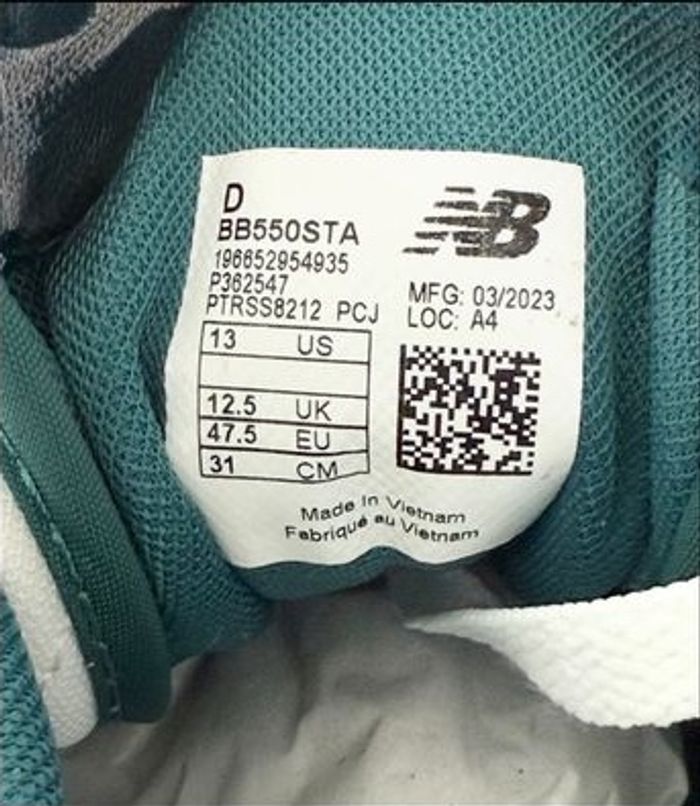 D
BB550STA
196652954935
P362547
PTRSS8212 PCJ
NB
MFG: 03/2023
LOC: A4
13 US
12.5 UK
47.5 EU
31 CM
Made In Vietnam
Fabriqué au Vietnam